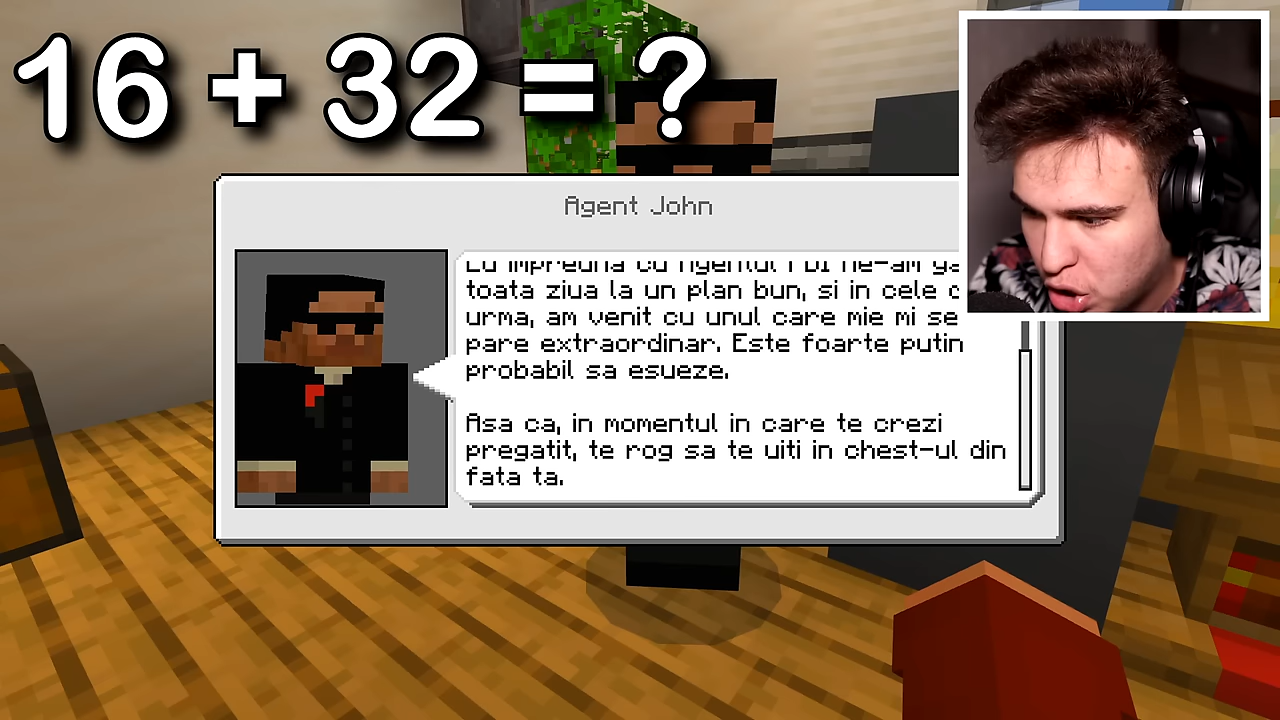 16 + 32 = ?
Agent John
toata ziua la un plan bun, si in cele
urma, am venit cu unul care mie mi se
pare extraordinar. Este foarte putin
probabil sa esueze.
Asa ca, in momentul in care te crezi
pregatit, te rog sa te uiti in chest-ul din
fata ta.